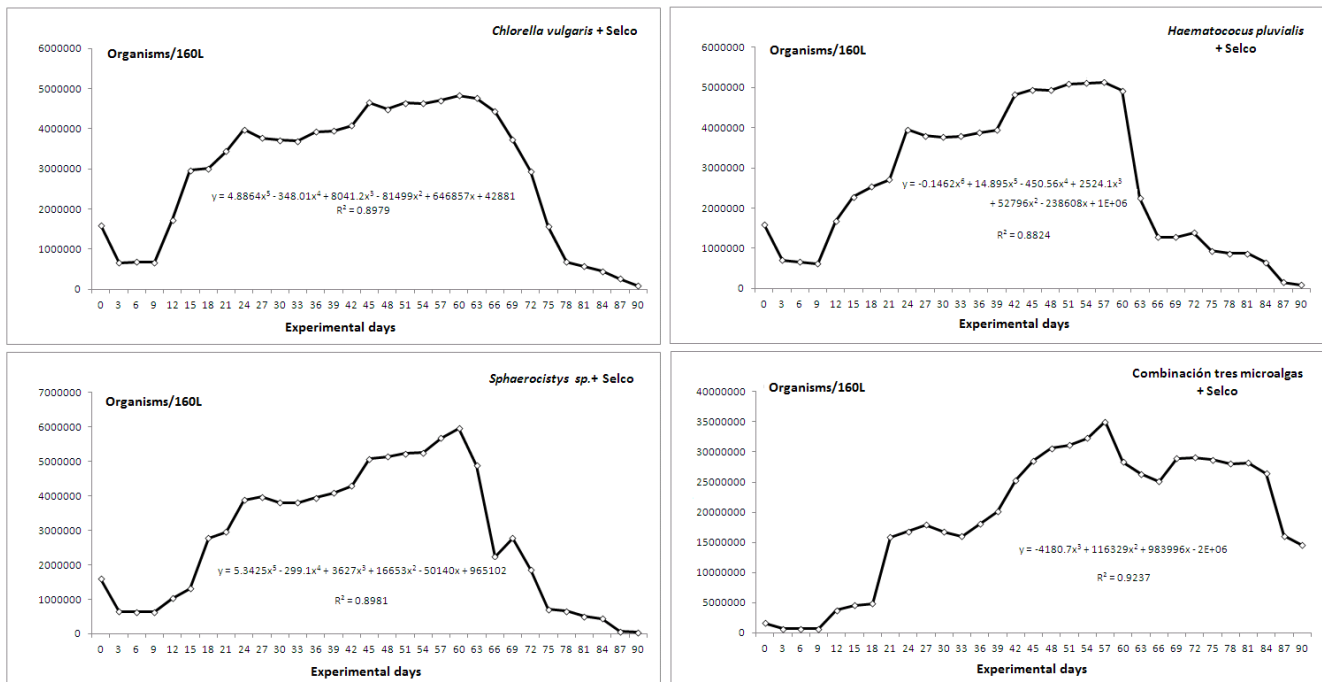 Chlorella vulgaris + Selco
Organisms/160L
6000000
5000000
4000000
3000000
2000000
1000000
0
y = 4.8864x⁵ - 348.01x⁴ + 8041.2x³ - 81499x² + 646857x + 42881
R² = 0.8979
0 3 6 9 12 15 18 21 24 27 30 33 36 39 42 45 48 51 54 57 60 63 66 69 72 75 78 81 84 87 90
Experimental days
Haematococus pluvialis
+ Selco
Organisms/160L
6000000
5000000
4000000
3000000
2000000
1000000
0
y = -0.1462x⁶ + 14.895x⁵ - 450.56x⁴ + 2524.1x³
+ 52796x² - 238608x + 1E+06
R² = 0.8824
0 3 6 9 12 15 18 21 24 27 30 33 36 39 42 45 48 51 54 57 60 63 66 69 72 75 78 81 84 87 90
Experimental days
Sphaerocistys sp.+ Selco
Organisms/160L
7000000
6000000
5000000
4000000
3000000
2000000
1000000
0
y = 5.3425x⁵ - 299.1x⁴ + 3627x³ + 16653x² - 50140x + 965102
R² = 0.8981
0 3 6 9 12 15 18 21 24 27 30 33 36 39 42 45 48 51 54 57 60 63 66 69 72 75 78 81 84 87 90
Experimental days
Combinación tres microalgas
+ Selco
Organisms/160L
40000000
35000000
30000000
25000000
20000000
15000000
10000000
5000000
0
y = -4180.7x³ + 116329x² + 983996x - 2E+06
R² = 0.9237
0 3 6 9 12 15 18 21 24 27 30 33 36 39 42 45 48 51 54 57 60 63 66 69 72 75 78 81 84 87 90
Experimental days